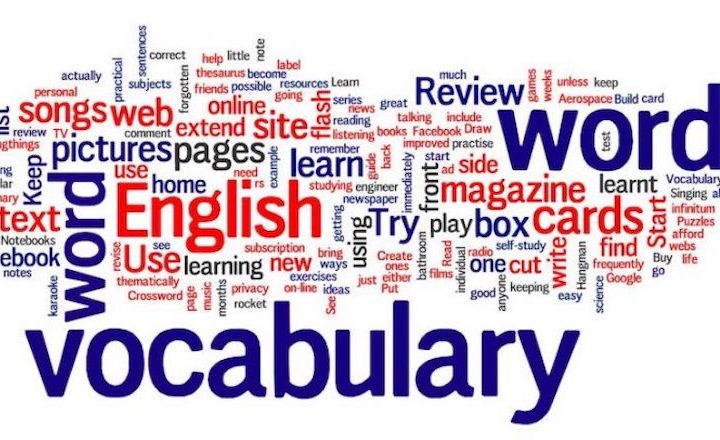 sentences
correct
help little
note
label
actually
practical
subjects
forgotten
thesaurus become
friends possible
resources Learn
going
personal
songs web
online
flash
series
news
great
Review
much
games
weeks
unless keep
Aerospace Build card
word
list
review TV
comment
extend site
reading
listening books
talking include
Facebook Draw
improved practise
test
pictures pages
example
learn
remember
guide
back
immediately
start
ad side
front
Keep
word
use
home
need
rs
studying engineer
newspaper
magazine
learnt
Vocabulary
Singing
text
English
getting
using
Try
play box cards
Start
infinitum
Puzzles
afford
webs
life
Notebooks
notes
karaoke
revise
see
Use learning
subscription
new
bring
ways
exercises
on-line ideas
See
Create
ones
just either
Put
bathroom
Read
films
individual
radio
self-study
one cut
write
find
Buy
go
frequently
Google
Hangman
thematically
Crossword
page
music
months
privacy
rocket
good
anyone
keeping
easy
science
vocabulary